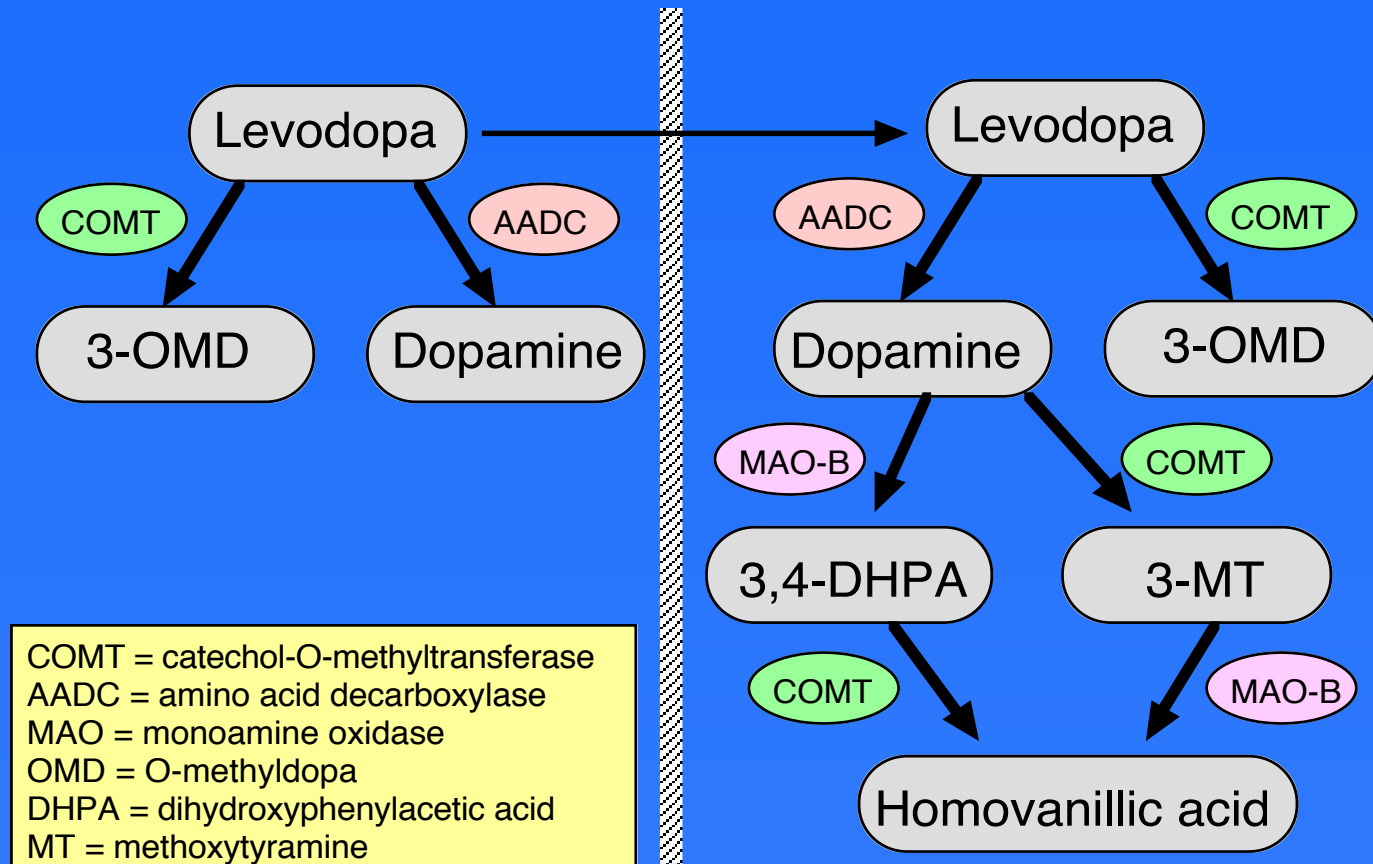 Levodopa
COMT
AADC
3-OMD
Dopamine
Levodopa
AADC
COMT
Dopamine
3-OMD
MAO-B
COMT
3,4-DHPA
3-MT
COMT
MAO-B
Homovanillic acid
COMT = catechol-O-methyltransferase
AADC = amino acid decarboxylase
MAO = monoamine oxidase
OMD = O-methyldopa
DHPA = dihydroxyphenylacetic acid
MT = methoxytyramine